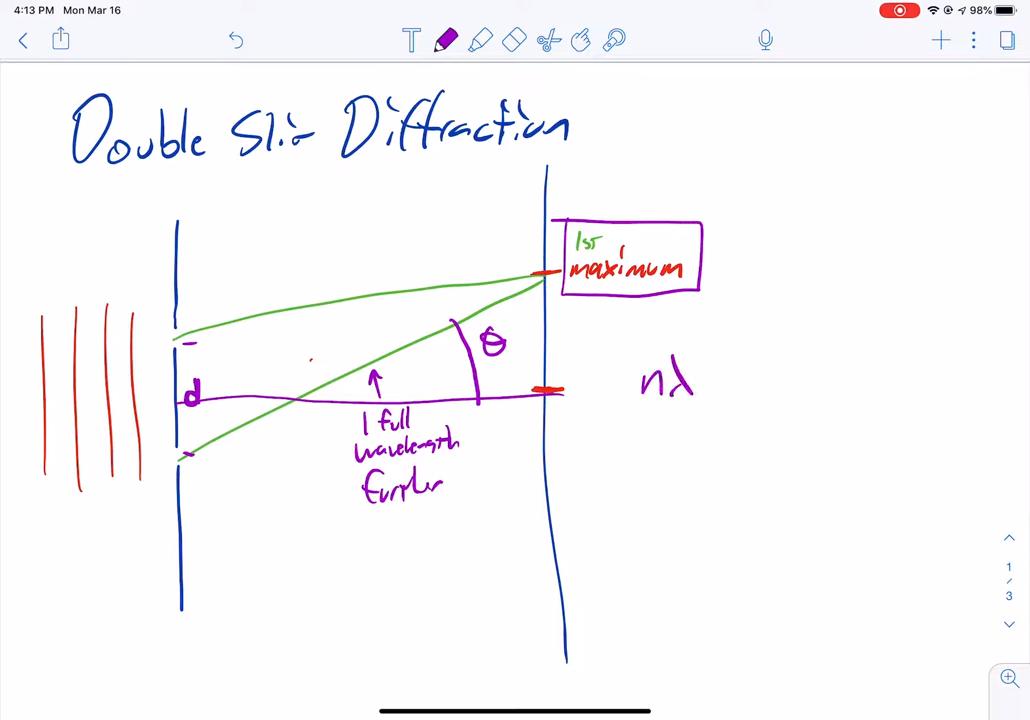 4:13 PM Mon Mar 16
98%
T
Double Slit Diffraction
1st
maximum
θ
d
nλ
1 full
wavelength
further
1
/
3